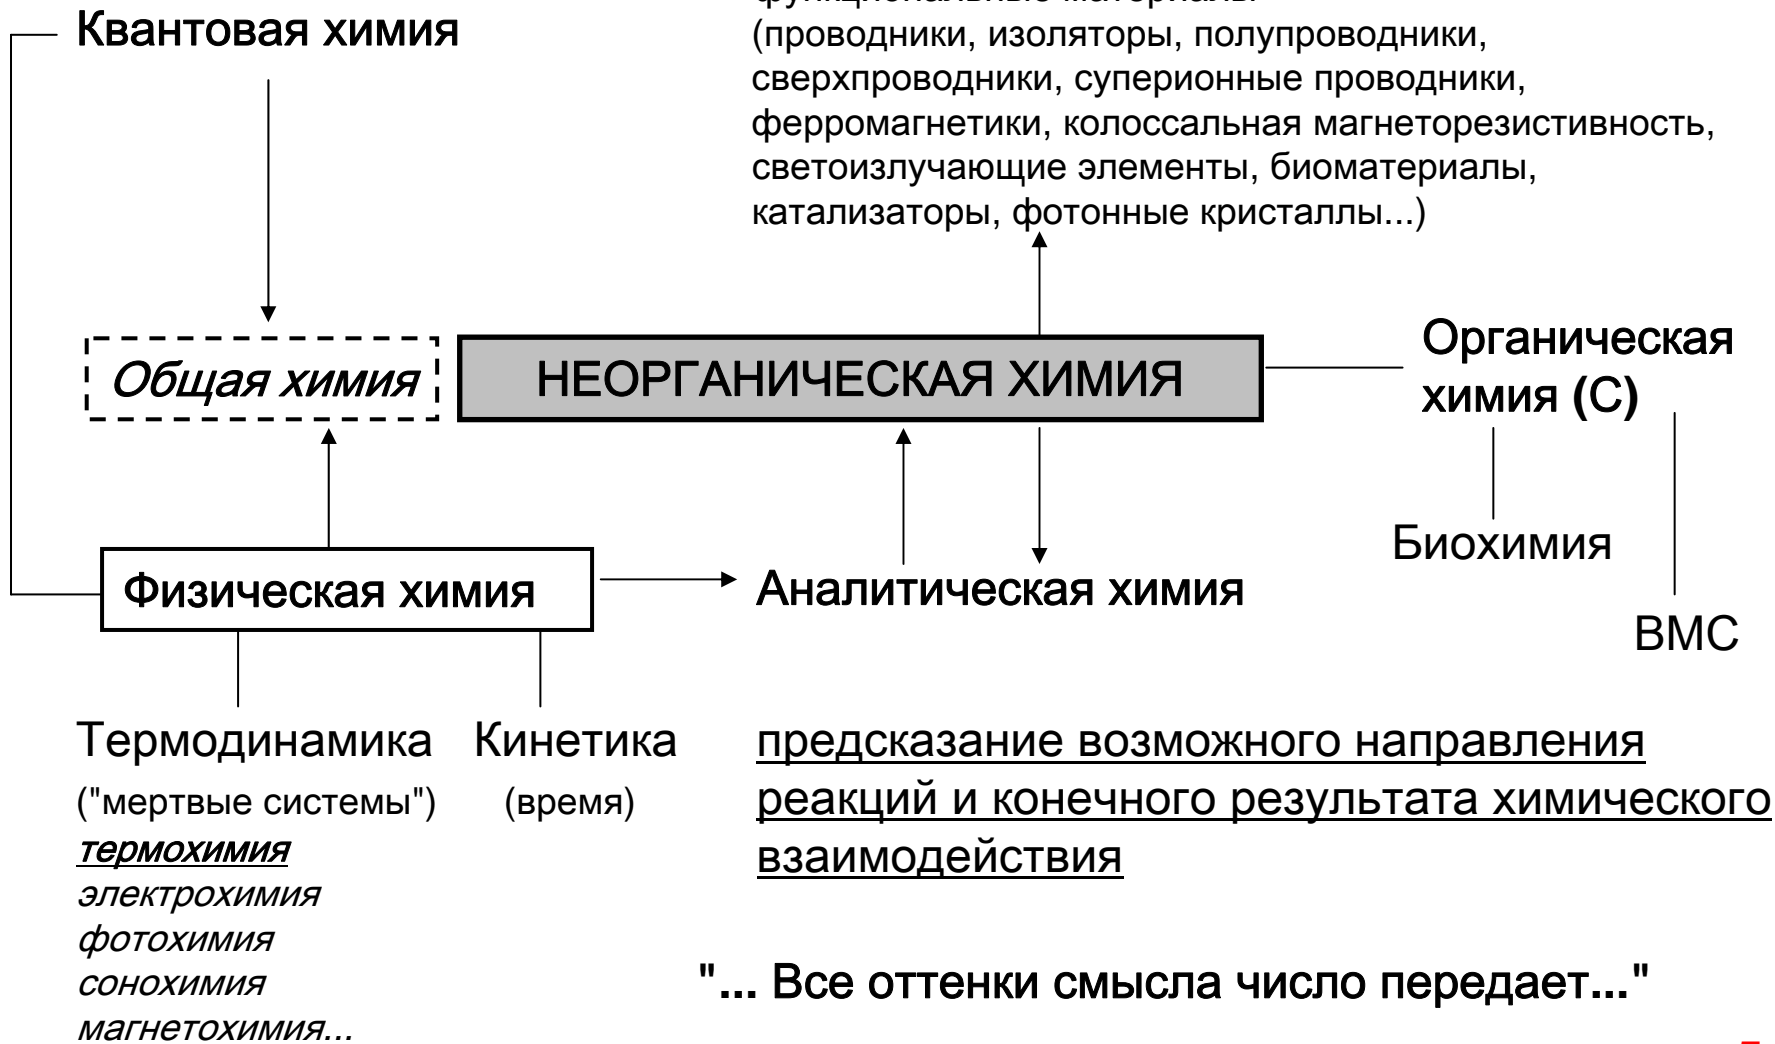 функциональные материалы
Квантовая химия
(проводники, изоляторы, полупроводники,
сверхпроводники, суперионные проводники,
ферромагнетики, колоссальная магнеторезистивность,
светоизлучающие элементы, биоматериалы,
катализаторы, фотонные кристаллы...)
Общая химия
НЕОРГАНИЧЕСКАЯ ХИМИЯ
Органическая
химия (С)
Биохимия
ВМС
Физическая химия
Аналитическая химия
Термодинамика
("мертвые системы")
термохимия
электрохимия
фотохимия
сонохимия
магнетохимия...
Кинетика
(время)
предсказание возможного направления
реакций и конечного результата химического
взаимодействия
"... Все оттенки смысла число передает..."